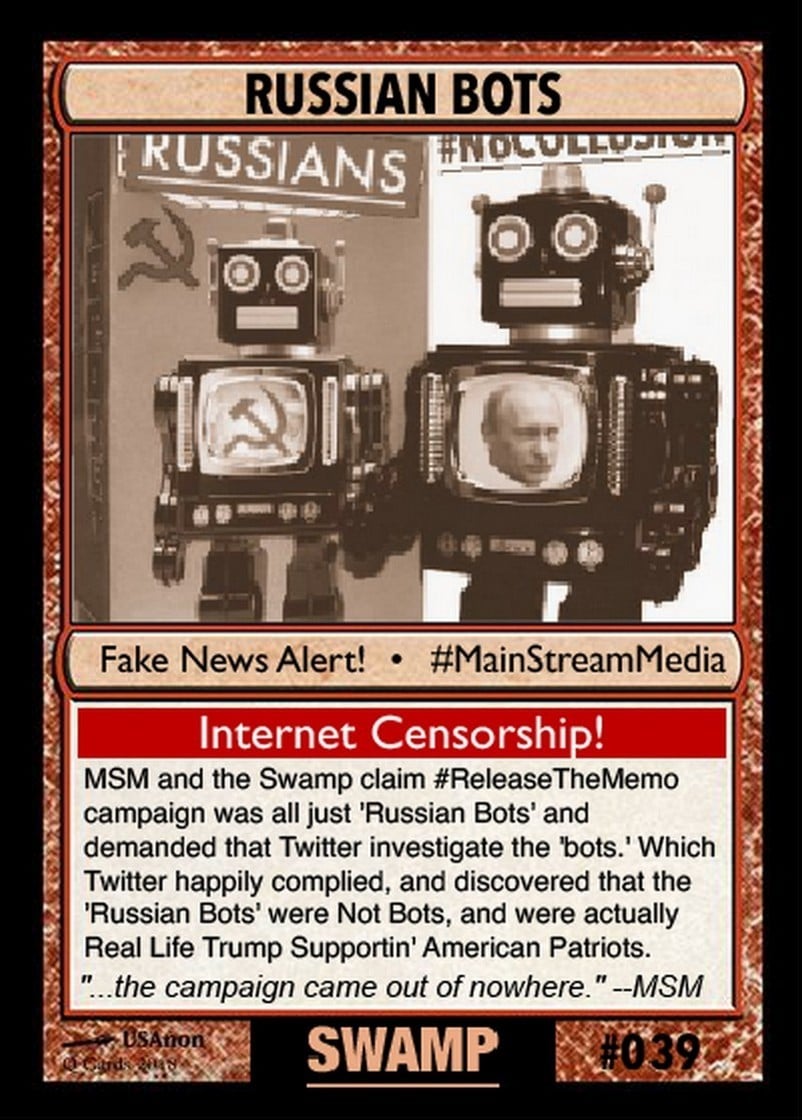 RUSSIAN BOTS
RUSSIANS
#NOCOLLUSION
Fake News Alert! • #MainStreamMedia
Internet Censorship!
MSM and the Swamp claim #ReleaseTheMemo
campaign was all just 'Russian Bots' and
demanded that Twitter investigate the 'bots.' Which
Twitter happily complied, and discovered that the
'Russian Bots' were Not Bots, and were actually
Real Life Trump Supportin' American Patriots.
"...the campaign came out of nowhere." --MSM
USAnon
Q Cards, 2018
SWAMP
#039